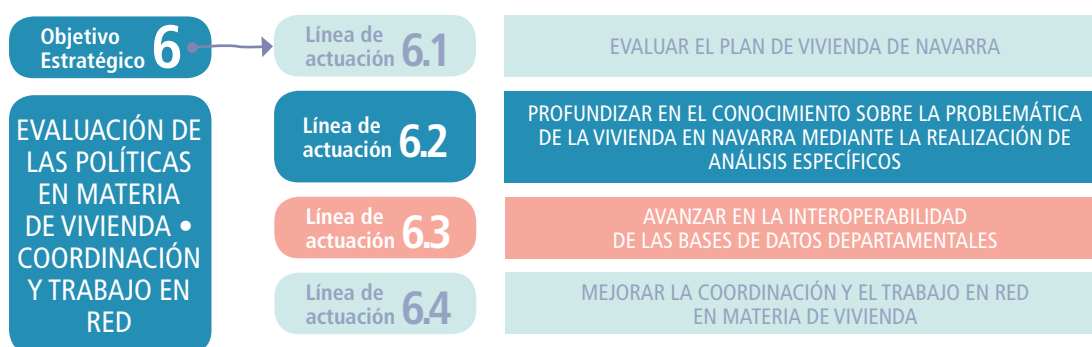 Objetivo
Estratégico 6
EVALUACIÓN DE
LAS POLÍTICAS
EN MATERIA
DE VIVIENDA •
COORDINACIÓN
Y TRABAJO EN
RED
Línea de
actuación 6.1
EVALUAR EL PLAN DE VIVIENDA DE NAVARRA
Línea de
actuación 6.2
PROFUNDIZAR EN EL CONOCIMIENTO SOBRE LA PROBLEMÁTICA
DE LA VIVIENDA EN NAVARRA MEDIANTE LA REALIZACIÓN DE
ANÁLISIS ESPECÍFICOS
Línea de
actuación 6.3
AVANZAR EN LA INTEROPERABILIDAD
DE LAS BASES DE DATOS DEPARTAMENTALES
Línea de
actuación 6.4
MEJORAR LA COORDINACIÓN Y EL TRABAJO EN RED
EN MATERIA DE VIVIENDA